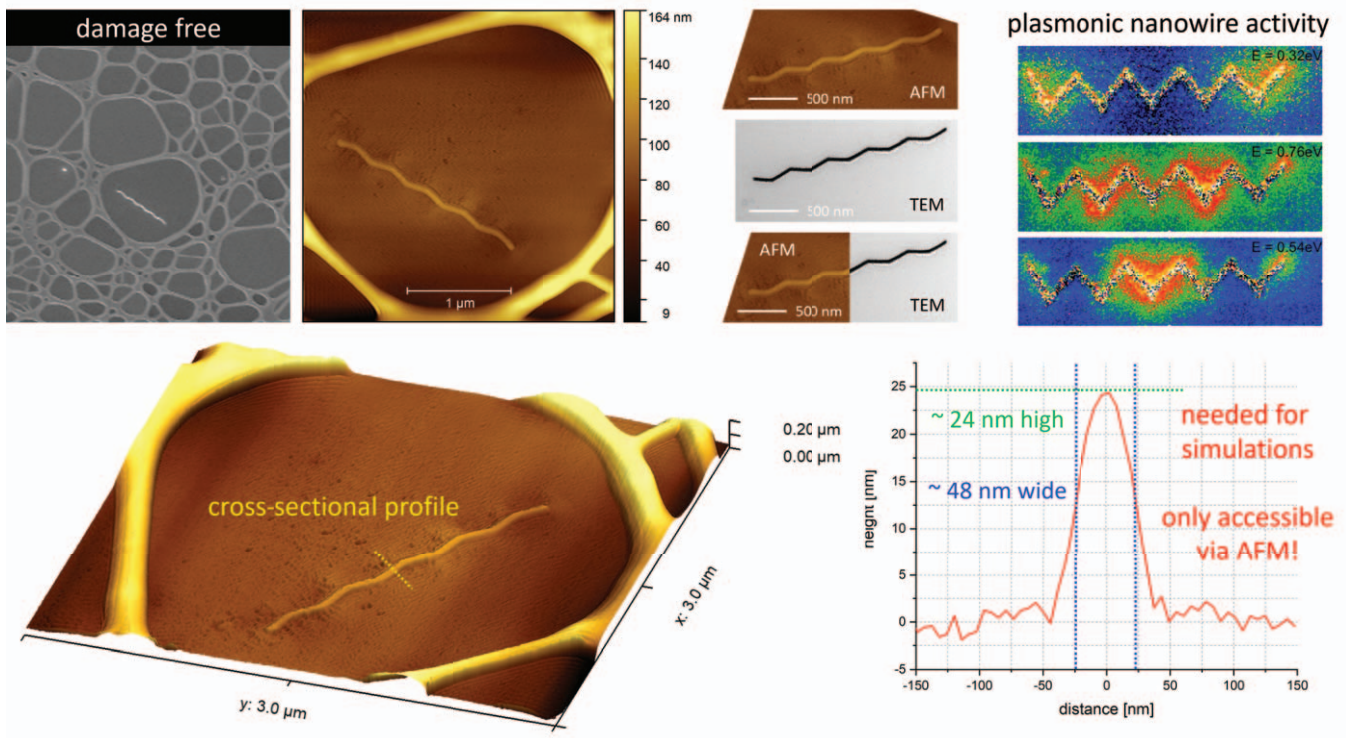 damage free
164 nm
140
120
100
80
60
40
9
1 µm
500 nm
AFM
500 nm
TEM
AFM
500 nm
TEM
plasmonic nanowire activity
E = 0.32eV
E = 0.76eV
E = 0.54eV
cross-sectional profile
0.20 µm
0.00 µm
x: 3.0 µm
y: 3.0 µm
height [nm]
25
20
15
10
5
0
-5
-150
-100
-50
0
50
100
150
distance [nm]
~ 24 nm high
~ 48 nm wide
needed for
simulations
only accessible
via AFM!